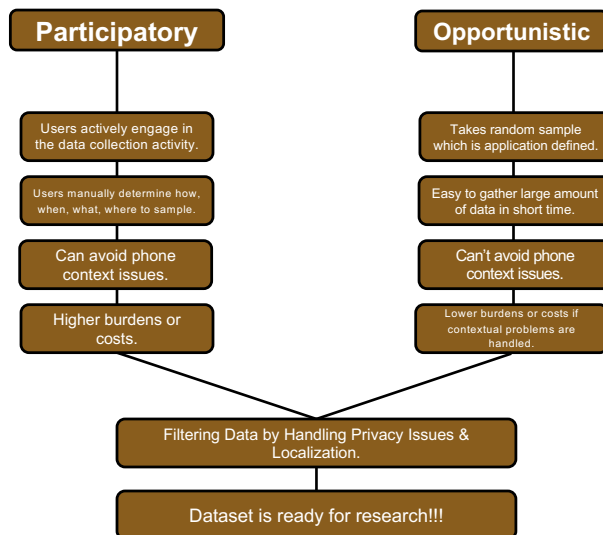 Participatory
Users actively engage in
the data collection activity.
Users manually determine how,
when, what, where to sample.
Can avoid phone
context issues.
Higher burdens or
costs.
Opportunistic
Takes random sample
which is application defined.
Easy to gather large amount
of data in short time.
Can't avoid phone
context issues.
Lower burdens or costs if
contextual problems are
handled.
Filtering Data by Handling Privacy Issues &
Localization.
Dataset is ready for research!!!